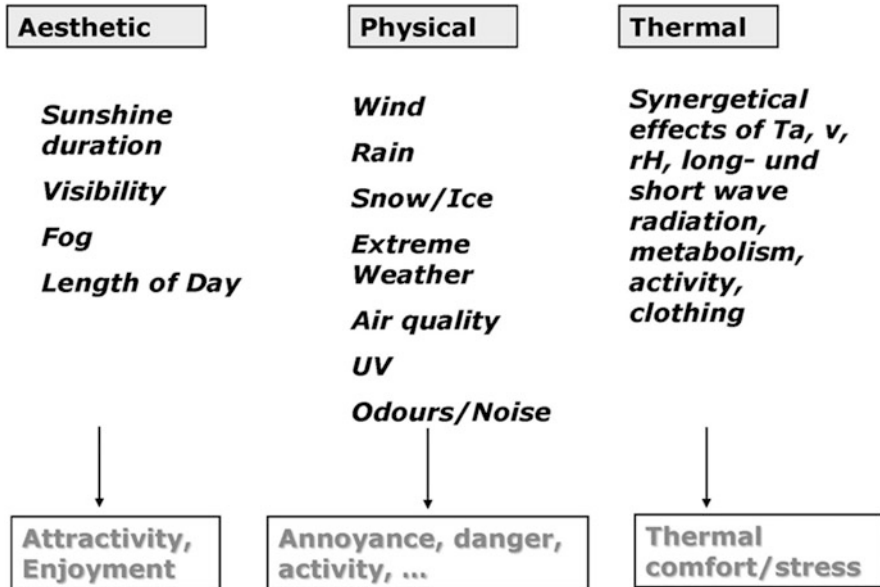 Aesthetic
Sunshine
duration
Visibility
Fog
Length of Day
Attractivity,
Enjoyment
Physical
Wind
Rain
Snow/Ice
Extreme
Weather
Air quality
UV
Odours/Noise
Annoyance, danger,
activity, ...
Thermal
Synergetical
effects of Ta, v,
rH, long- und
short wave
radiation,
metabolism,
activity,
clothing
Thermal
comfort/stress